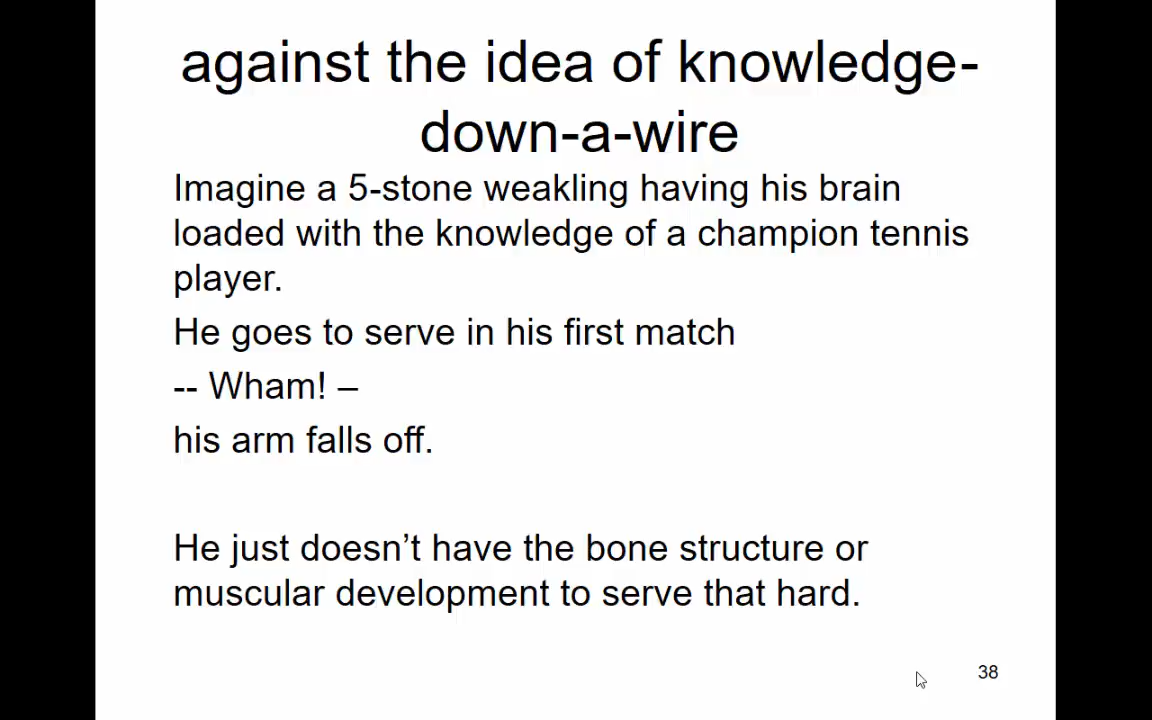 against the idea of knowledge-
down-a-wire
Imagine a 5-stone weakling having his brain
loaded with the knowledge of a champion tennis
player.
He goes to serve in his first match
-- Wham! –
his arm falls off.
He just doesn’t have the bone structure or
muscular development to serve that hard.
38